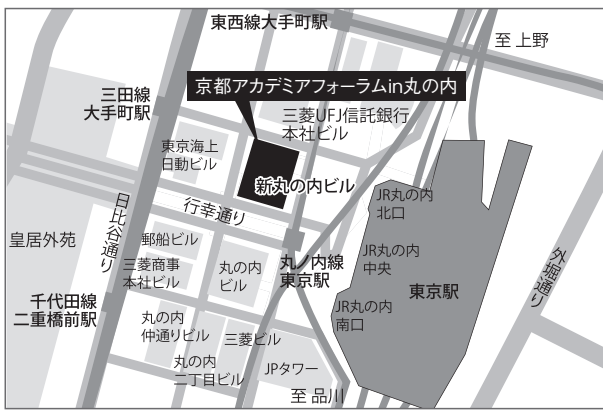 東西線大手町駅
至 上野
京都アカデミアフォーラムin丸の内
三田線
大手町駅
三菱UFJ信託銀行
本社ビル
東京海上
日動ビル
新丸の内ビル
JR丸の内
北口
行幸通り
日比谷通り
皇居外苑
郵船ビル
三菱商事
本社ビル
丸の内
ビル
丸ノ内線
東京駅
JR丸の内
中央
東京駅
外堀通り
千代田線
二重橋前駅
JR丸の内
南口
丸の内
仲通りビル
三菱ビル
丸の内
二丁目ビル
JPタワー
至 品川